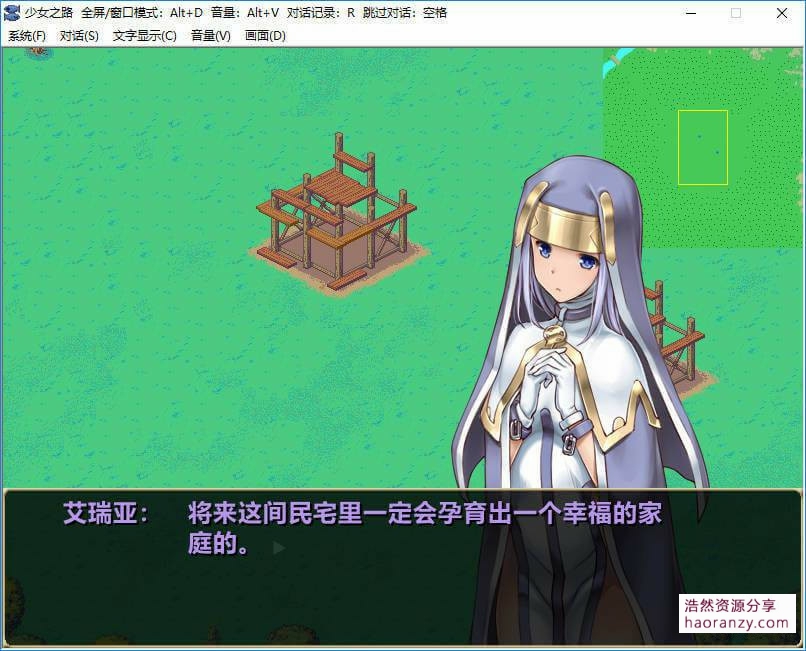 少女之路 全屏/窗口模式：Alt+D 音量：Alt+V 对话记录：R 跳过对话：空格
系统(F) 对话(S) 文字显示(C) 音量(V) 画面(D)
艾瑞亚： 将来这间民宅里一定会孕育出一个幸福的家
庭的。
浩然资源分享
haoranzy.com